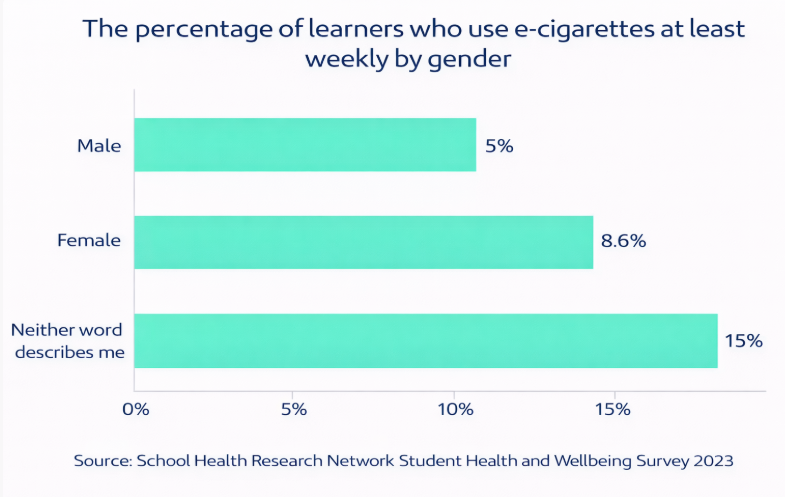 The percentage of learners who use e-cigarettes at least
weekly by gender
Male
5%
Female
8.6%
Neither word
describes me
15%
0%
5%
10%
15%
Source: School Health Research Network Student Health and Wellbeing Survey 2023